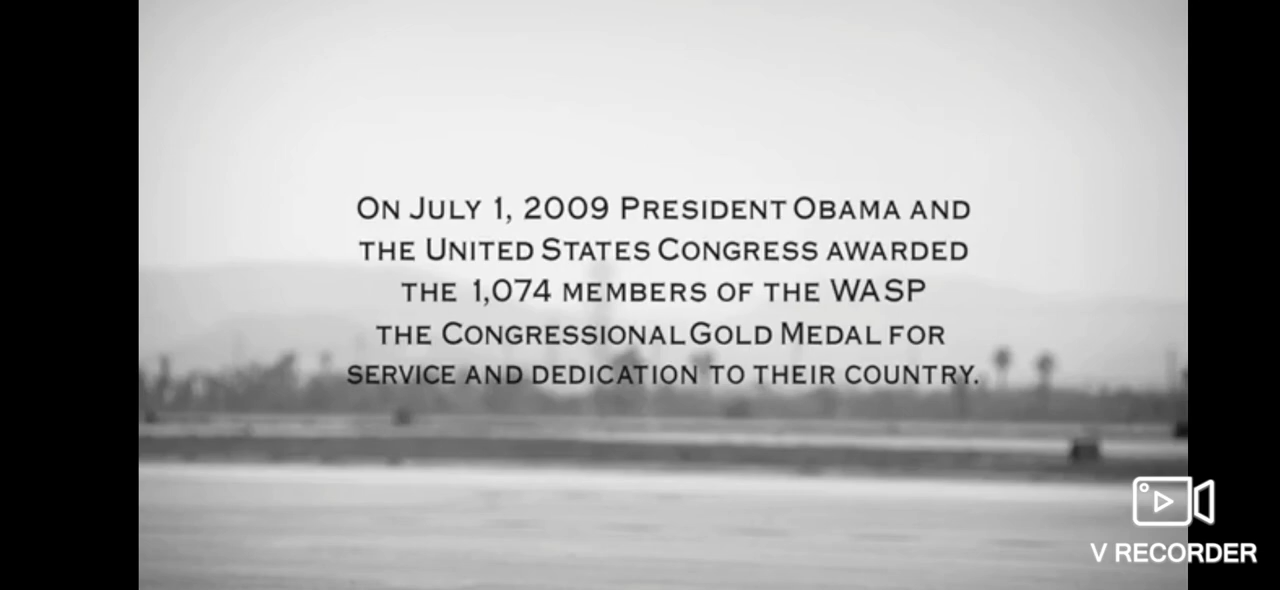 On July 1, 2009 President Obama and
the United States Congress awarded
the 1,074 members of the WASP
the Congressional Gold Medal for
service and dedication to their country.
V RECORDER